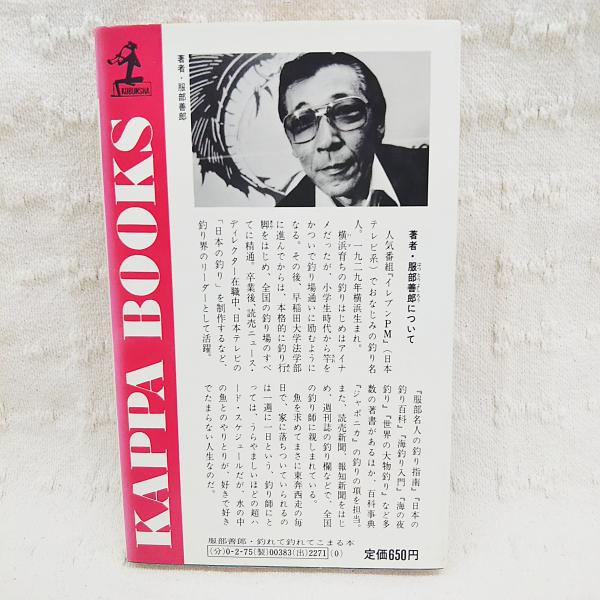 KOBUNSHA
KAPPA BOOKS
著者・服部善郎
著者・服部善郎について
人気番組『イレブンPM』（日本
テレビ系）でおなじみの釣り名
人。一九二九年横浜生まれ。
横浜育ちの釣りはじめはアイナ
メだったが、小学生時代から竿を
かついで釣り場通いに励むように
なる。その後、早稲田大学法学部
に進んでからは、本格的に釣り行
脚をはじめ、全国の釣り場のすべ
てに精通。卒業後、読売ニュース・
ディレクター在職中、日本テレビの
「日本の釣り」を制作するなど、
釣り界のリーダーとして活躍。
『服部名人の釣り指南』『日本の
釣り百科』『海釣り入門』『海の夜
釣り』『世界の大物釣り』など多
数の著書があるほか、百科事典
『ジャポニカ』の釣りの項を担当。
また、読売新聞、報知新聞をはじ
め、週刊誌の釣り欄などで、全国
の釣り師に親しまれている。
魚を求めてまさに東奔西走の毎
日で、家に落ちついていられるの
は一週に一日という、釣り師にと
っては、うらやましいほどの超ハ
ード・スケジュールだが、水の中
の魚とのやりとりが、好きで好き
でたまらない人生なのだ。
服部善郎・釣れて釣れてこまる本
(分)0-2-75(製)00383(出)2271(0)
定価650円